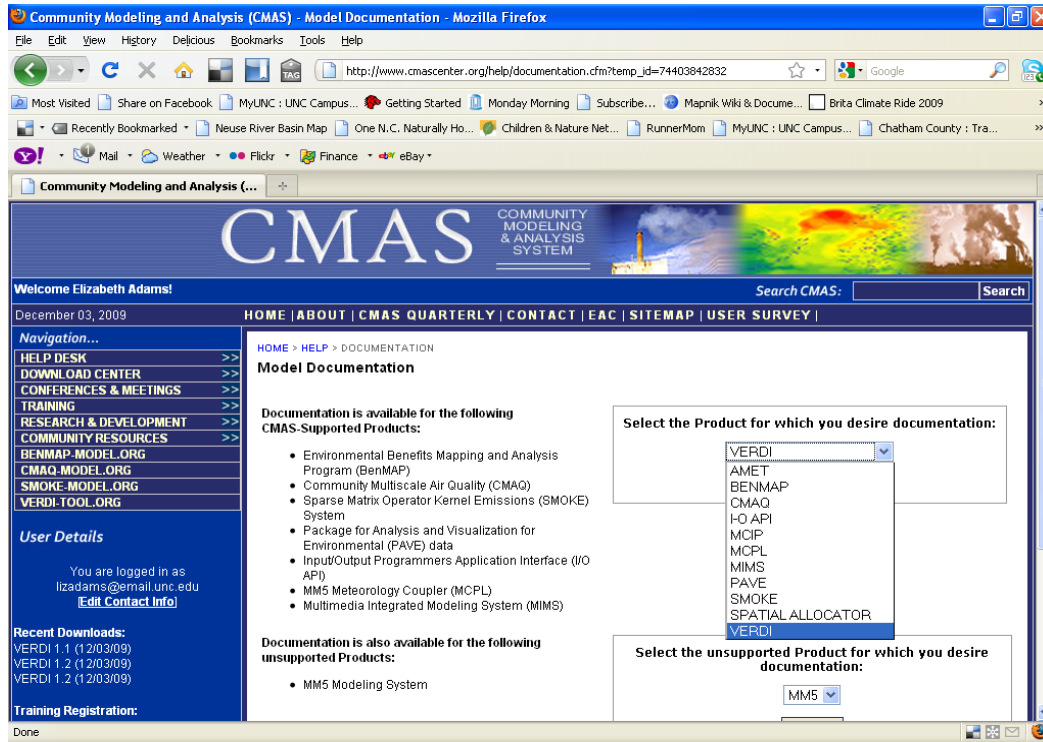 Community Modeling and Analysis (CMAS) - Model Documentation - Mozilla Firefox
File Edit View History Delicious Bookmarks Tools Help
TAG http://www.cmascenter.org/help/documentation.cfm?temp_id=74403842832 Google
Most Visited Share on Facebook MyUNC : UNC Campus... Getting Started Monday Morning Subscribe... Mapnik Wiki & Docume... Brita Climate Ride 2009 »
Recently Bookmarked Neuse River Basin Map One N.C. Naturally Ho... Children & Nature Net... RunnerMom MyUNC : UNC Campus... Chatham County : Tra... »
Y! Mail Weather Flickr Finance eBay
Community Modeling and Analysis (...
CMAS
COMMUNITY
MODELING
& ANALYSIS
SYSTEM
Welcome Elizabeth Adams!
Search CMAS: Search
December 03, 2009
HOME |ABOUT | CMAS QUARTERLY | CONTACT | EAC | SITEMAP | USER SURVEY |
Navigation...
HELP DESK >>
DOWNLOAD CENTER >>
CONFERENCES & MEETINGS >>
TRAINING >>
RESEARCH & DEVELOPMENT >>
COMMUNITY RESOURCES >>
BENMAP-MODEL.ORG
CMAQ-MODEL.ORG
SMOKE-MODEL.ORG
VERDI-TOOL.ORG
User Details
You are logged in as
lizadams@email.unc.edu
[Edit Contact Info]
Recent Downloads:
VERDI 1.1 (12/03/09)
VERDI 1.2 (12/03/09)
VERDI 1.2 (12/03/09)
Training Registration:
HOME > HELP > DOCUMENTATION
Model Documentation
Documentation is available for the following
CMAS-Supported Products:
• Environmental Benefits Mapping and Analysis
Program (BenMAP)
• Community Multiscale Air Quality (CMAQ)
• Sparse Matrix Operator Kernel Emissions (SMOKE)
System
• Package for Analysis and Visualization for
Environmental (PAVE) data
• Input/Output Programmers Application Interface (I/O
API)
• MM5 Meteorology Coupler (MCPL)
• Multimedia Integrated Modeling System (MIMS)
Documentation is also available for the following
unsupported Products:
• MM5 Modeling System
Select the Product for which you desire documentation:
VERDI
AMET
BENMAP
CMAQ
I-O API
MCIP
MCPL
MIMS
PAVE
SMOKE
SPATIAL ALLOCATOR
VERDI
Select the unsupported Product for which you desire
documentation:
MM5
Done